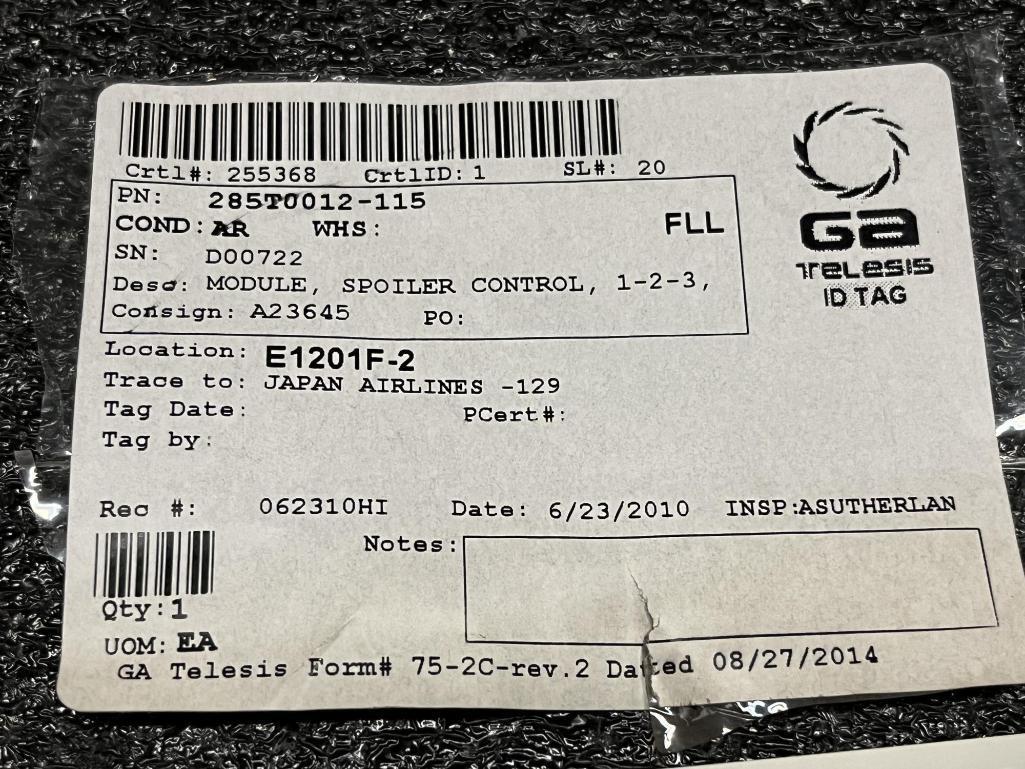 Crtl#: 255368 CrtlID: 1 SL#: 20
PN: 285T0012-115
COND: AR WHS: FLL
SN: D00722
Desc: MODULE, SPOILER CONTROL, 1-2-3,
Consign: A23645 PO:
GA
TELESIS
ID TAG
Location: E1201F-2
Trace to: JAPAN AIRLINES -129
Tag Date: PCert#:
Tag by:
Rec #: 062310HI Date: 6/23/2010 INSP:ASUTHERLAN
Notes:
Qty:1
UOM: EA
GA Telesis Form# 75-2C-rev.2 Dated 08/27/2014